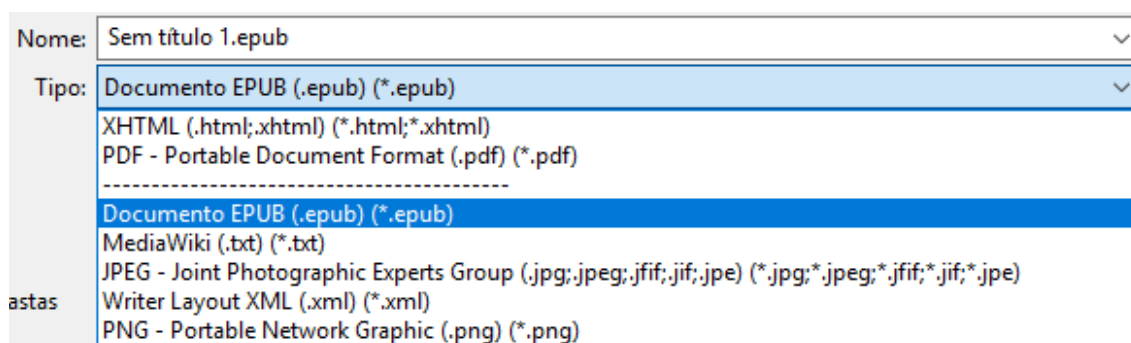 Nome: Sem título 1.epub
Tipo: Documento EPUB (.epub) (*.epub)
XHTML (.html;.xhtml) (*.html;*.xhtml)
PDF - Portable Document Format (.pdf) (*.pdf)
------------------------------------------
Documento EPUB (.epub) (*.epub)
MediaWiki (.txt) (*.txt)
JPEG - Joint Photographic Experts Group (.jpg;.jpeg;.jfif;.jif;.jpe) (*.jpg;*.jpeg;*.jfif;*.jif;*.jpe)
astas Writer Layout XML (.xml) (*.xml)
PNG - Portable Network Graphic (.png) (*.png)